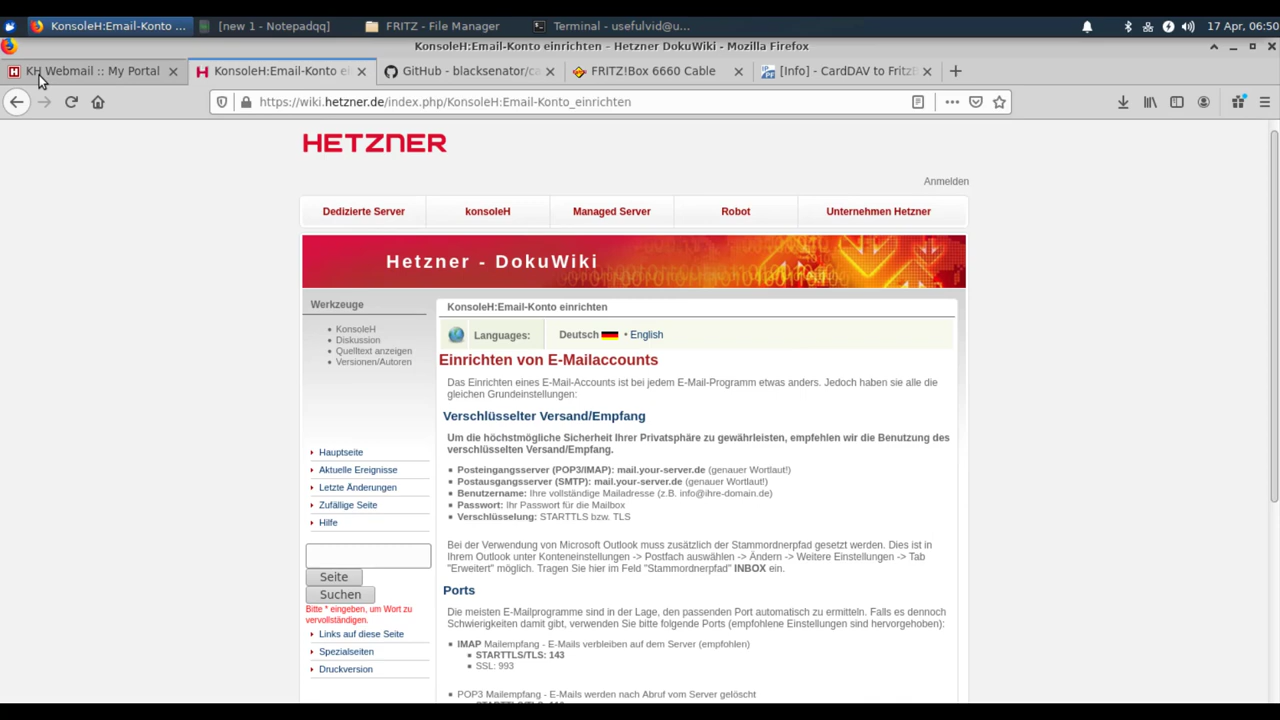 KonsoleH:Email-Konto ...
[new 1 - Notepadqq]
FRITZ - File Manager
Terminal - usefulvid@u...
17 Apr, 06:50
KonsoleH:Email-Konto einrichten - Hetzner DokuWiki - Mozilla Firefox
KH Webmail :: My Portal
KonsoleH:Email-Konto ei
GitHub - blacksenator/ca
FRITZ!Box 6660 Cable
[Info] - CardDAV to Fritz!
https://wiki.hetzner.de/index.php/KonsoleH:Email-Konto_einrichten
HETZNER
Anmelden
Dedizierte Server
konsoleH
Managed Server
Robot
Unternehmen Hetzner
Hetzner - DokuWiki
Werkzeuge
KonsoleH
Diskussion
Quelltext anzeigen
Versionen/Autoren
Hauptseite
Aktuelle Ereignisse
Letzte Änderungen
Zufällige Seite
Hilfe
Seite
Suchen
Bitte * eingeben, um Wort zu
vervollständigen.
Links auf diese Seite
Spezialseiten
Druckversion
KonsoleH:Email-Konto einrichten
Languages: Deutsch • English
Einrichten von E-Mailaccounts
Das Einrichten eines E-Mail-Accounts ist bei jedem E-Mail-Programm etwas anders. Jedoch haben sie alle die
gleichen Grundeinstellungen:
Verschlüsselter Versand/Empfang
Um die höchstmögliche Sicherheit Ihrer Privatsphäre zu gewährleisten, empfehlen wir die Benutzung des
verschlüsselten Versand/Empfang.
Posteingangsserver (POP3/IMAP): mail.your-server.de (genauer Wortlaut!)
Postausgangsserver (SMTP): mail.your-server.de (genauer Wortlaut!)
Benutzername: Ihre vollständige Mailadresse (z.B. info@ihre-domain.de)
Passwort: Ihr Passwort für die Mailbox
Verschlüsselung: STARTTLS bzw. TLS
Bei der Verwendung von Microsoft Outlook muss zusätzlich der Stammordnerpfad gesetzt werden. Dies ist in
Ihrem Outlook unter Konteneinstellungen -> Postfach auswählen -> Ändern -> Weitere Einstellungen -> Tab
"Erweitert" möglich. Tragen Sie hier im Feld "Stammordnerpfad" INBOX ein.
Ports
Die meisten E-Mailprogramme sind in der Lage, den passenden Port automatisch zu ermitteln. Falls es dennoch
Schwierigkeiten damit gibt, verwenden Sie bitte folgende Ports (empfohlene Einstellungen sind hervorgehoben):
IMAP Mailempfang - E-Mails verbleiben auf dem Server (empfohlen)
STARTTLS/TLS: 143
SSL: 993
POP3 Mailempfang - E-Mails werden nach Abruf vom Server gelöscht